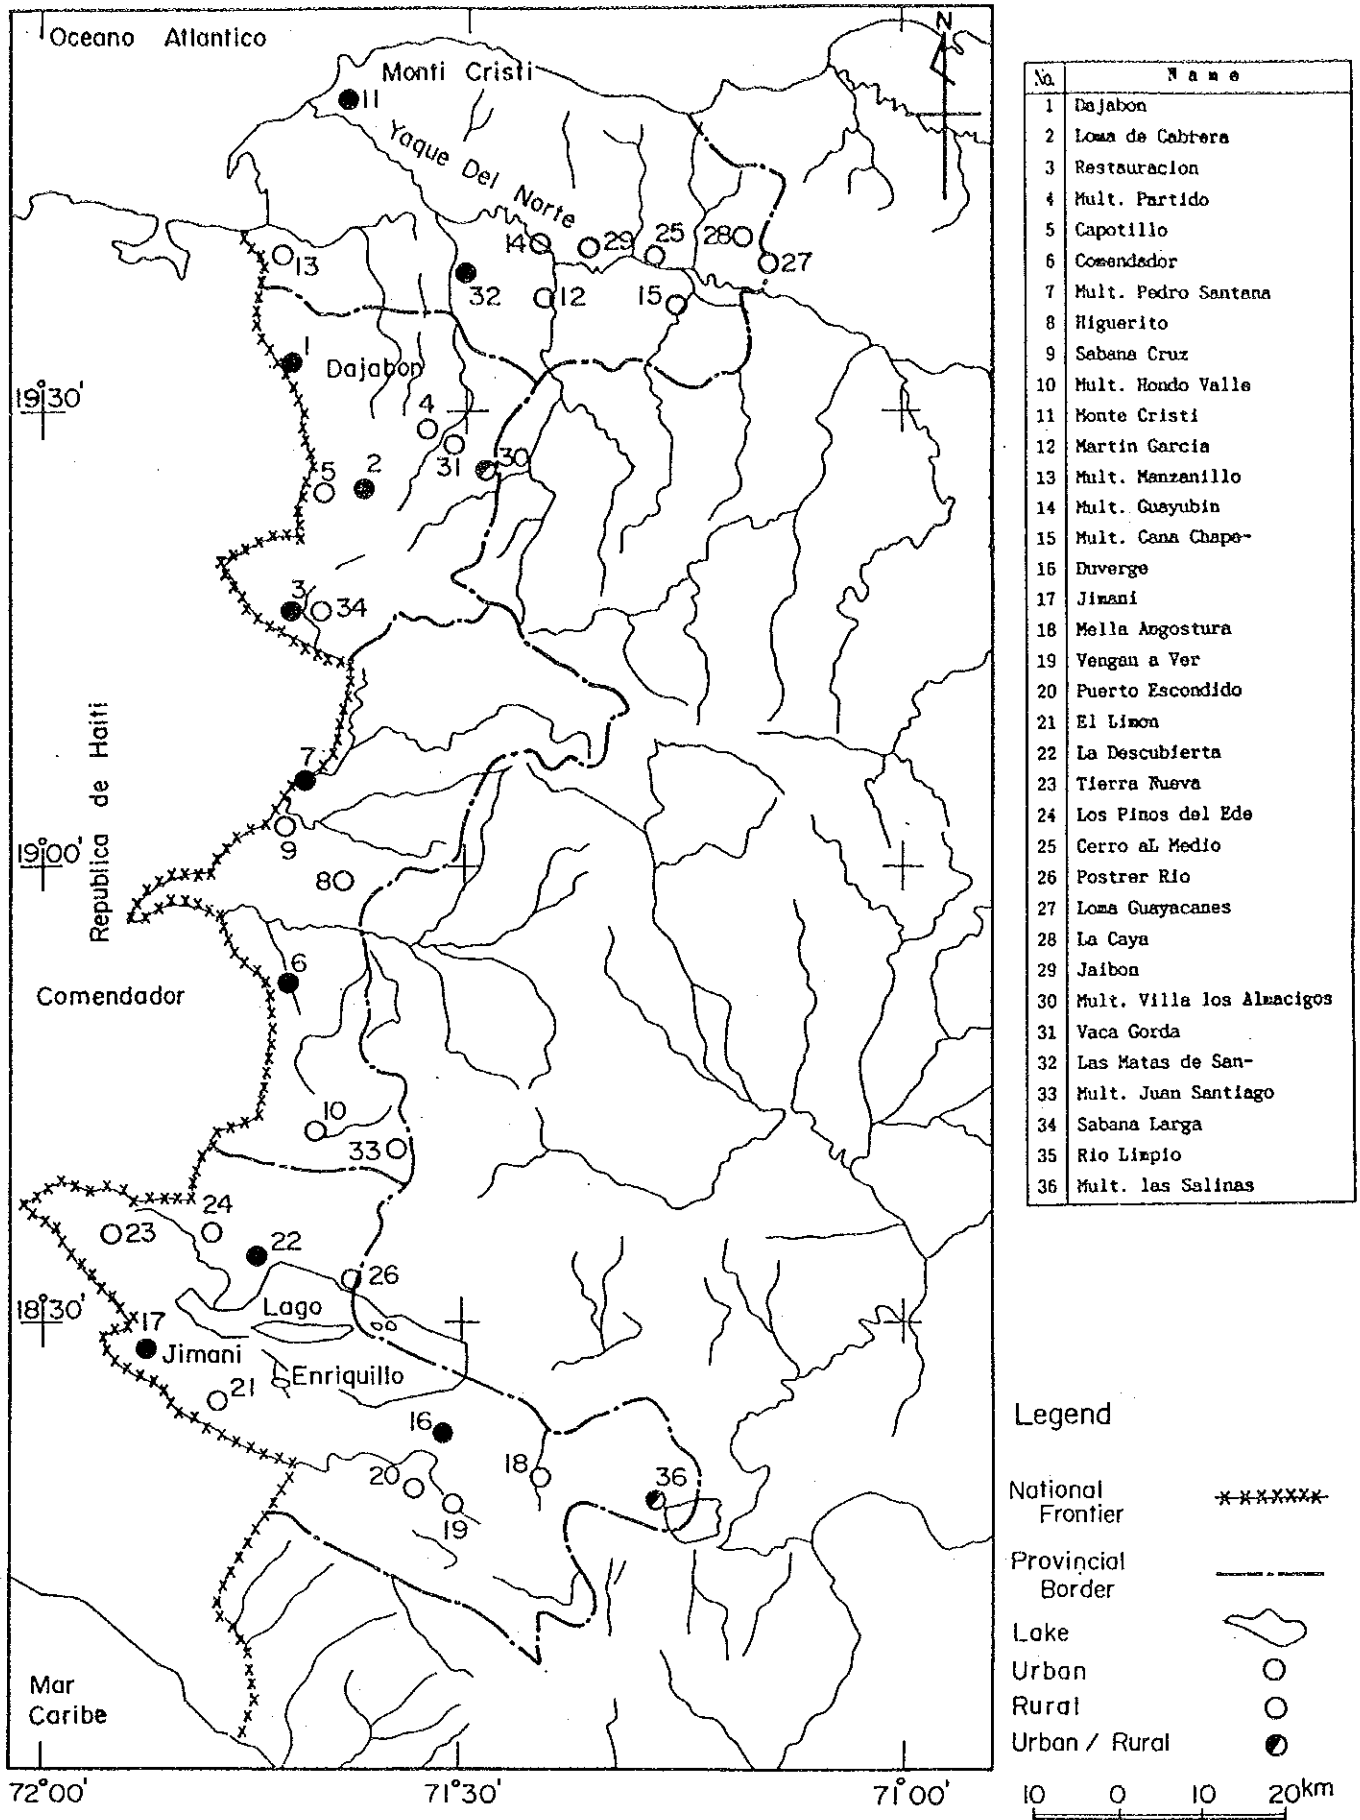 Oceano Atlantico
N
Monti Cristi
11
Yaque Del Norte
13
14
29
25
28
27
32
12
15
1
Dajabon
19°30'
4
31
30
5
2
3
34
Republica de Haiti
7
9
19°00'
8
6
Comendador
10
33
24
23
22
26
18°30'
Lago
17
Jimani
Enriquillo
21
16
20
18
36
19
Mar
Caribe
72°00'
71°30'
71°00'
No. Name
1 Dajabon
2 Loma de Cabrera
3 Restauracion
4 Mult. Partido
5 Capotillo
6 Comendador
7 Mult. Pedro Santana
8 Higuerito
9 Sabana Cruz
10 Mult. Hondo Valle
11 Monte Cristi
12 Martin Garcia
13 Mult. Manzanillo
14 Mult. Guayubin
15 Mult. Cana Chape-
16 Duverge
17 Jimani
18 Mella Angostura
19 Vengan a Ver
20 Puerto Escondido
21 El Limon
22 La Descubierta
23 Tierra Nueva
24 Los Pinos del Ede
25 Cerro aL Medio
26 Postrer Rio
27 Loma Guayacanes
28 La Caya
29 Jaibon
30 Mult. Villa los Almacigos
31 Vaca Gorda
32 Las Matas de San-
33 Mult. Juan Santiago
34 Sabana Larga
35 Rio Limpio
36 Mult. las Salinas
Legend
National
Frontier
Provincial
Border
Lake
Urban
Rural
Urban / Rural
10 0 10 20km